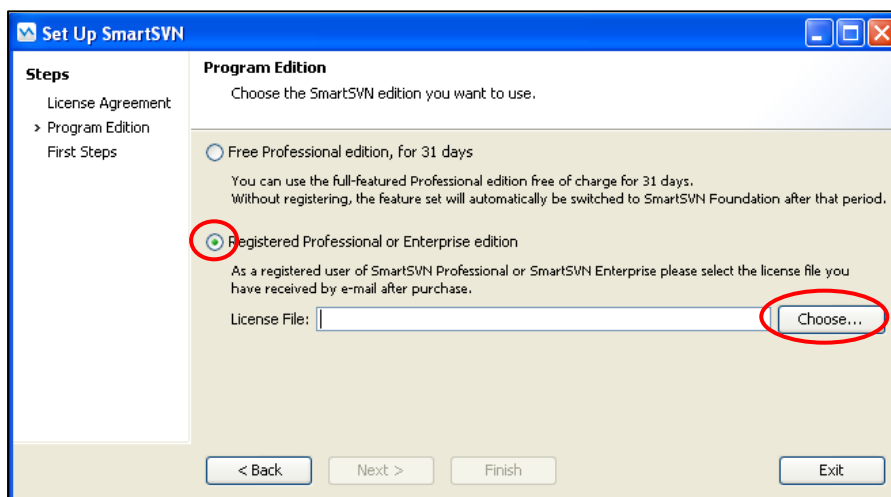 Set Up SmartSVN
Steps
License Agreement
> Program Edition
First Steps
Program Edition
Choose the SmartSVN edition you want to use.
Free Professional edition, for 31 days
You can use the full-featured Professional edition free of charge for 31 days.
Without registering, the feature set will automatically be switched to SmartSVN Foundation after that period.
Registered Professional or Enterprise edition
As a registered user of SmartSVN Professional or SmartSVN Enterprise please select the license file you
have received by e-mail after purchase.
License File:
Choose...
< Back
Next >
Finish
Exit